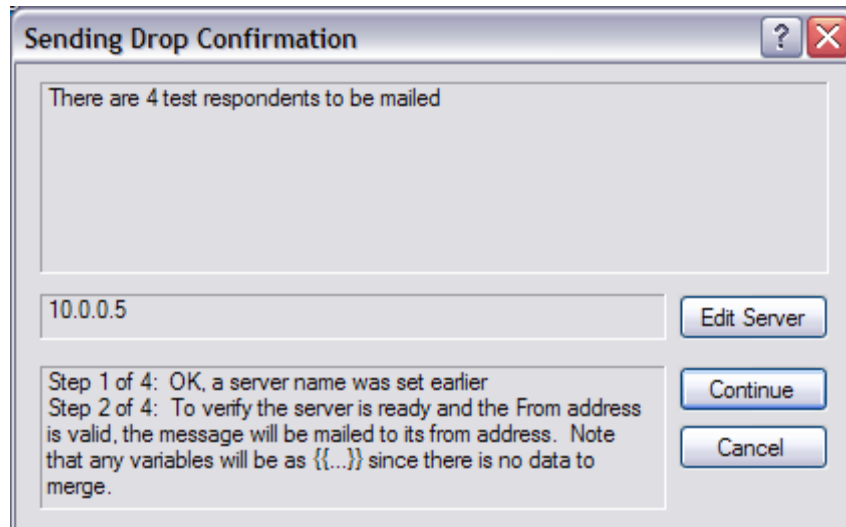 Sending Drop Confirmation
?
There are 4 test respondents to be mailed
10.0.0.5
Edit Server
Step 1 of 4:  OK, a server name was set earlier
Step 2 of 4:  To verify the server is ready and the From address
is valid, the message will be mailed to its from address.  Note
that any variables will be as {{...}} since there is no data to
merge.
Continue
Cancel